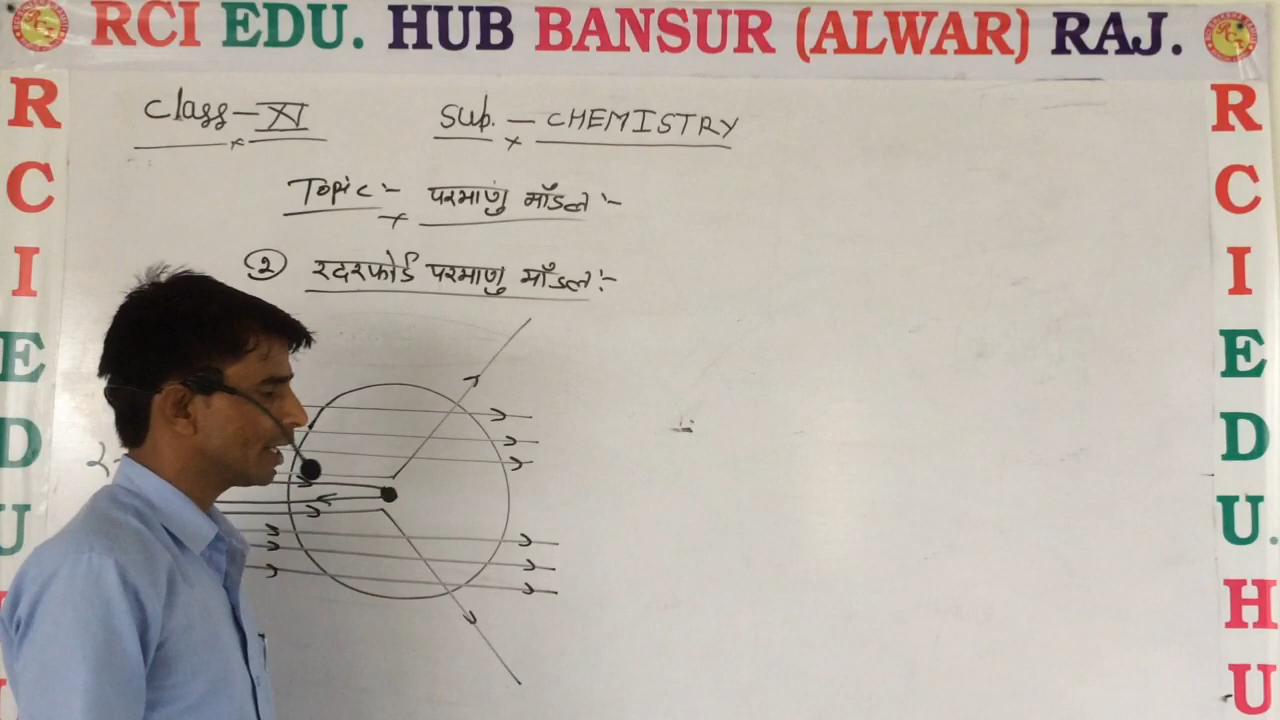 RCI EDU. HUB BANSUR (ALWAR) RAJ.
Class - XI Sub. - CHEMISTRY
Topic :- परमाणु मॉडल :-
२ रदरफोर्ड परमाणु मॉडल :-
R
C
I
E
D
U
R
C
I
E
D
U.
H
U